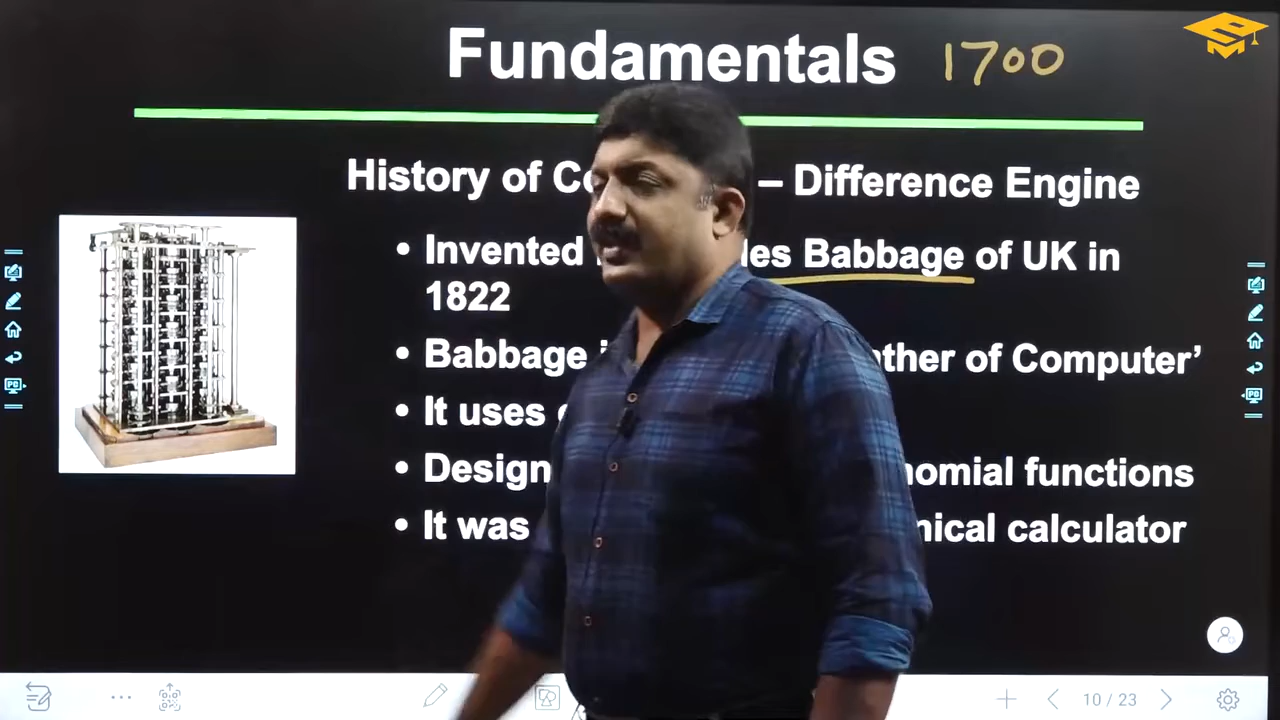 Fundamentals 1700
History of Co – Difference Engine
• Invented les Babbage of UK in
1822
• Babbage i ather of Computer’
• It uses
• Design nomial functions
• It was nical calculator
10 / 23